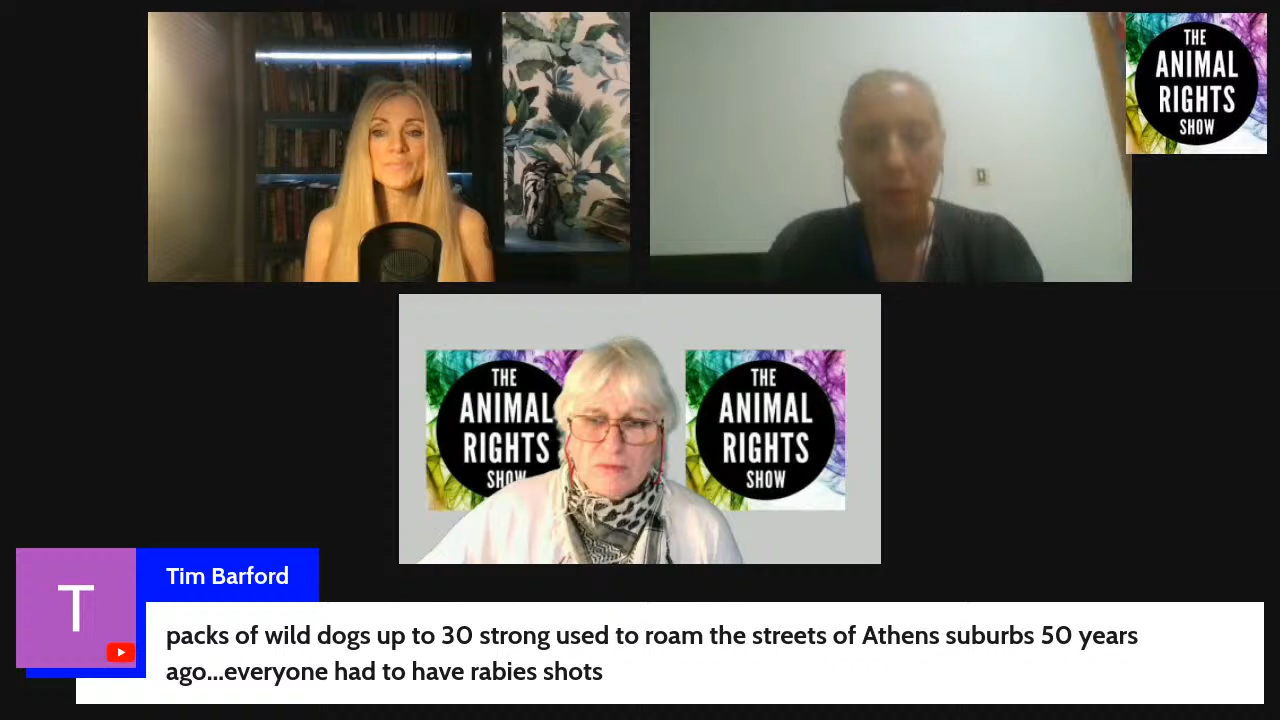 THE
ANIMAL
RIGHTS
SHOW
THE
ANIMAL
RIGHTS
SHOW
THE
ANIMAL
RIGHTS
SHOW
T
Tim Barford
packs of wild dogs up to 30 strong used to roam the streets of Athens suburbs 50 years
ago...everyone had to have rabies shots